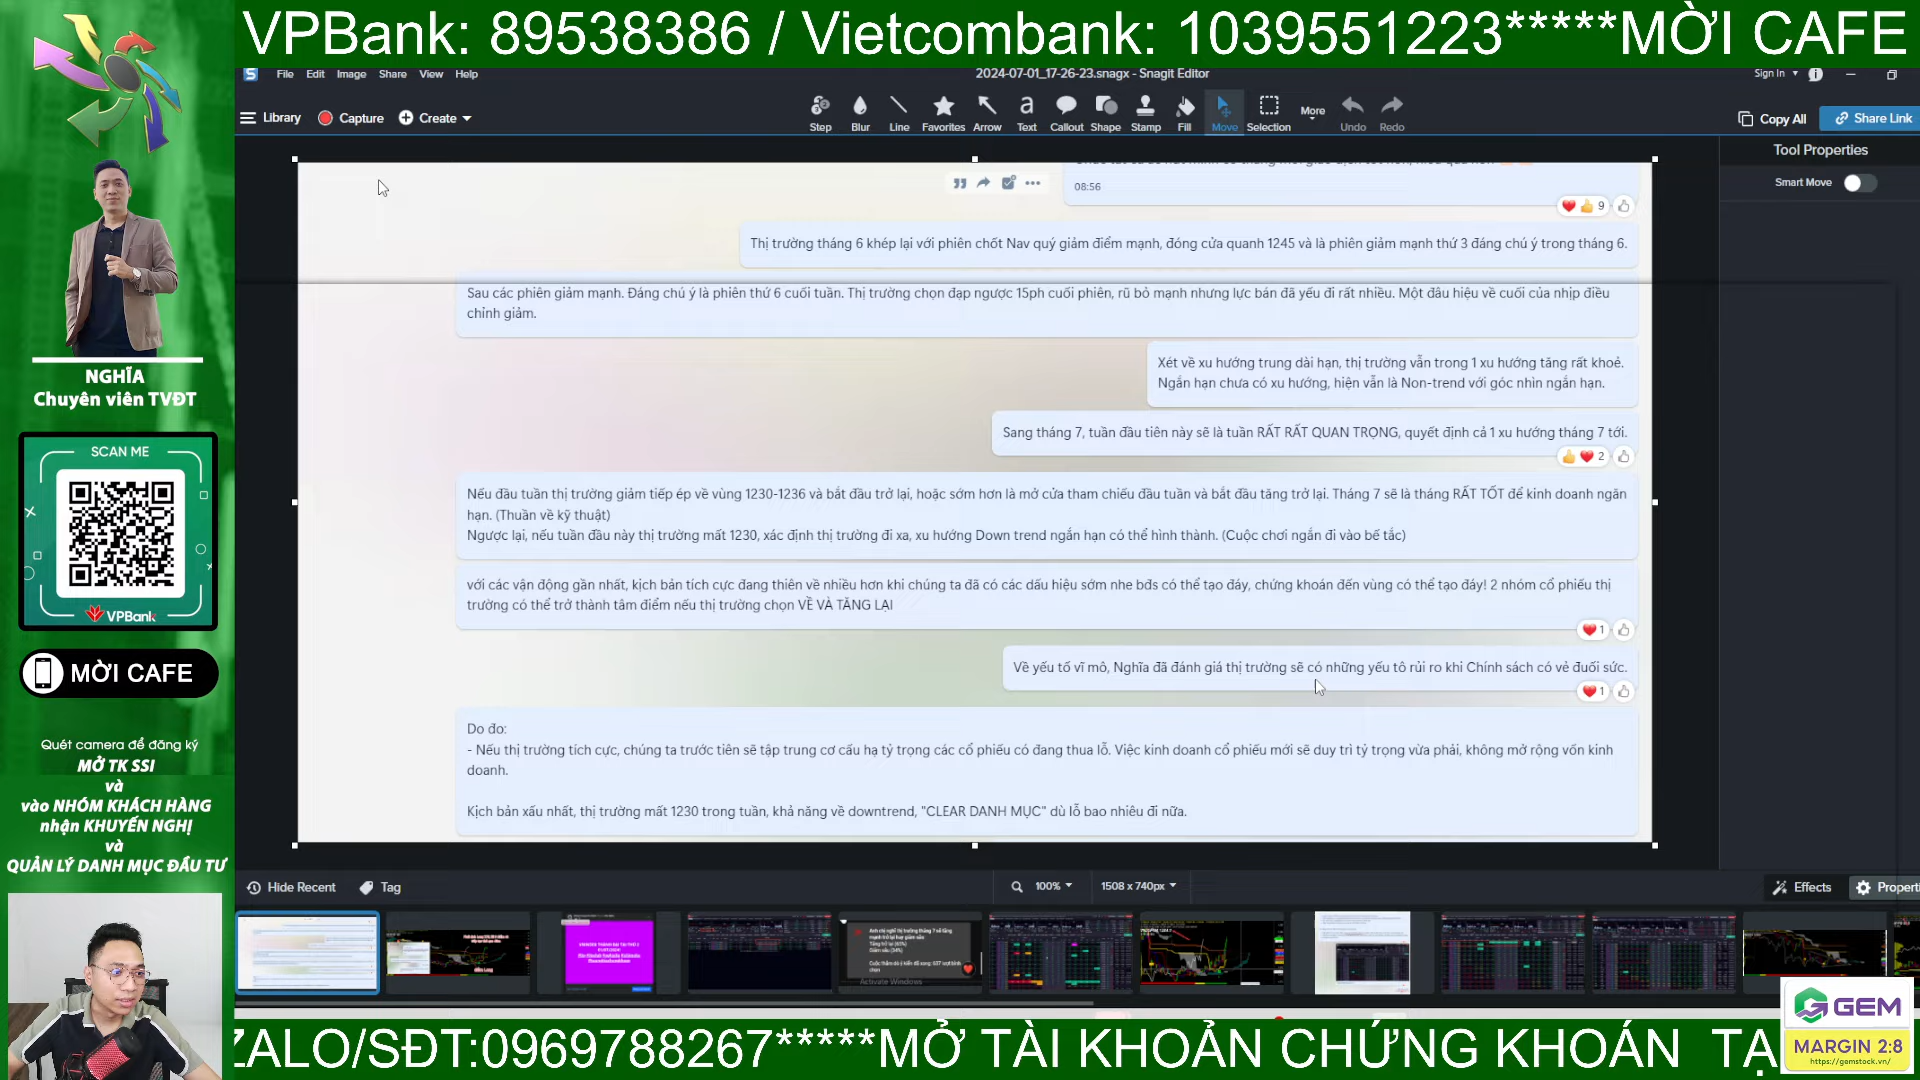 VPBank: 89538386 / Vietcombank: 1039551223*****MỜI CAFE
File Edit Image Share View Help
2024-07-01_17-26-23.snagx - Snagit Editor
Sign In
Library Capture Create
Step Blur Line Favorites Arrow Text Callout Shape Stamp Fill Move Selection More Undo Redo
Copy All Share Link
Tool Properties
Smart Move
08:56
9
Thị trường tháng 6 khép lại với phiên chốt Nav quý giảm điểm mạnh, đóng cửa quanh 1245 và là phiên giảm mạnh thứ 3 đáng chú ý trong tháng 6.
Sau các phiên giảm mạnh. Đáng chú ý là phiên thứ 6 cuối tuần. Thị trường chọn đạp ngược 15ph cuối phiên, rũ bỏ mạnh nhưng lực bán đã yếu đi rất nhiều. Một đâu hiệu về cuối của nhịp điều
chỉnh giảm.
Xét về xu hướng trung dài hạn, thị trường vẫn trong 1 xu hướng tăng rất khoẻ.
Ngắn hạn chưa có xu hướng, hiện vẫn là Non-trend với góc nhìn ngắn hạn.
Sang tháng 7, tuần đầu tiên này sẽ là tuần RẤT RẤT QUAN TRỌNG, quyết định cả 1 xu hướng tháng 7 tới.
2
Nếu đầu tuần thị trường giảm tiếp ép về vùng 1230-1236 và bắt đầu trở lại, hoặc sớm hơn là mở cửa tham chiếu đầu tuần và bắt đầu tăng trở lại. Tháng 7 sẽ là tháng RẤT TỐT để kinh doanh ngăn
hạn. (Thuần về kỹ thuật)
Ngược lại, nếu tuần đầu này thị trường mất 1230, xác định thị trường đi xa, xu hướng Down trend ngắn hạn có thể hình thành. (Cuộc chơi ngắn đi vào bế tắc)
với các vận động gần nhất, kịch bản tích cực đang thiên về nhiều hơn khi chúng ta đã có các dấu hiệu sớm nhe bđs có thể tạo đáy, chứng khoán đến vùng có thể tạo đáy! 2 nhóm cổ phiếu thị
trường có thể trở thành tâm điểm nếu thị trường chọn VỀ VÀ TĂNG LẠI
1
Về yếu tố vĩ mô, Nghĩa đã đánh giá thị trường sẽ có những yếu tô rủi ro khi Chính sách có vẻ đuối sức.
1
Do đo:
- Nếu thị trường tích cực, chúng ta trước tiên sẽ tập trung cơ cấu hạ tỷ trọng các cổ phiếu có đang thua lỗ. Việc kinh doanh cổ phiếu mới sẽ duy trì tỷ trọng vừa phải, không mở rộng vốn kinh
doanh.
Kịch bản xấu nhất, thị trường mất 1230 trong tuần, khả năng về downtrend, "CLEAR DANH MỤC" dù lỗ bao nhiêu đi nữa.
NGHĨA
Chuyên viên TVĐT
SCAN ME
VPBank
MỜI CAFE
Quét camera để đăng ký
MỞ TK SSI
và
vào NHÓM KHÁCH HÀNG
nhận KHUYẾN NGHỊ
và
QUẢN LÝ DANH MỤC ĐẦU TƯ
Hide Recent Tag
100% 1508 x 740px
Effects Properti
Activate Windows
GEM
MARGIN 2:8
https://gemstock.vn/
ZALO/SĐT:0969788267*****MỞ TÀI KHOẢN CHỨNG KHOÁN TẠ